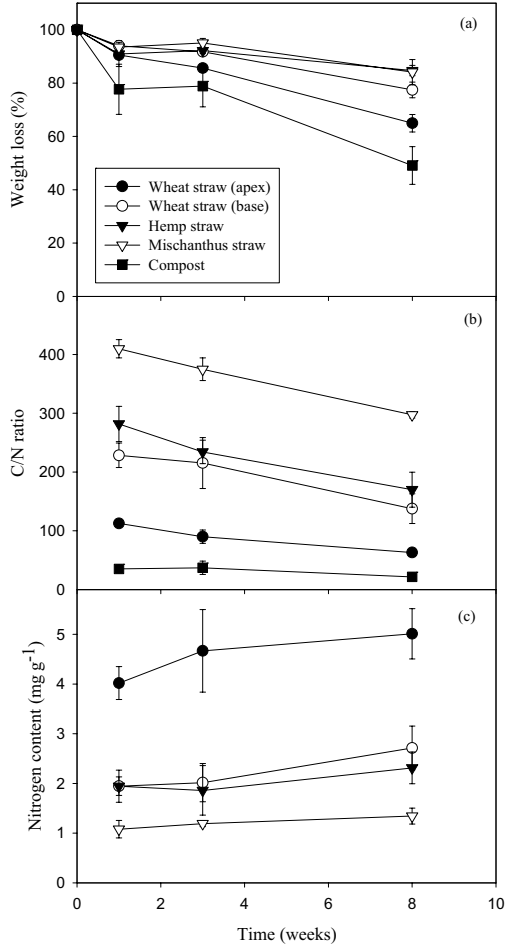 (a)
Weight loss (%)
100
80
60
40
20
0
Wheat straw (apex)
Wheat straw (base)
Hemp straw
Mischanthus straw
Compost
(b)
C/N ratio
400
300
200
100
0
(c)
Nitrogen content (mg g-1)
5
4
3
2
1
0
0 2 4 6 8 10
Time (weeks)